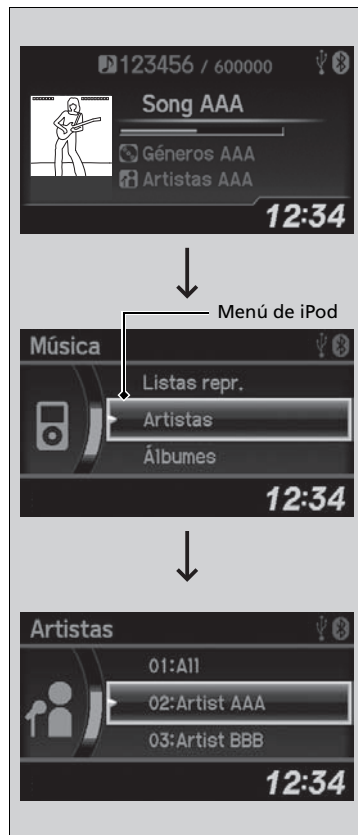 123456 / 600000
Song AAA
Géneros AAA
Artistas AAA
12:34
Menú de iPod
Música
Listas repr.
Artistas
Álbumes
12:34
Artistas
01:All
02:Artist AAA
03:Artist BBB
12:34